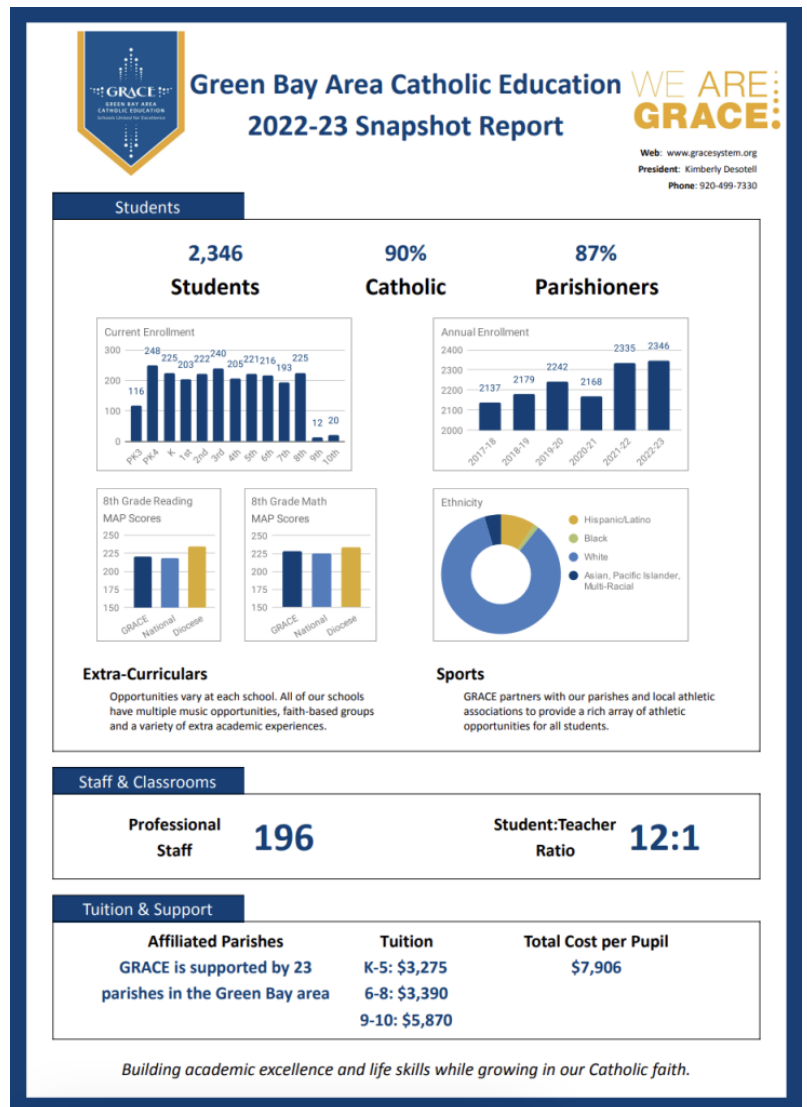 GRACE
GREEN BAY AREA
CATHOLIC EDUCATION
Schools United for Excellence
Green Bay Area Catholic Education
2022-23 Snapshot Report
WE ARE
GRACE
Web: www.gracesystem.org
President: Kimberly Desotell
Phone: 920-499-7330
Students
2,346
Students
90%
Catholic
87%
Parishioners
Current Enrollment
300
200
100
0
116
248
225
203
222
240
205
221
216
193
225
12
20
PK3
PK4
K
1st
2nd
3rd
4th
5th
6th
7th
8th
9th
10th
Annual Enrollment
2400
2300
2200
2100
2000
2137
2179
2242
2168
2335
2346
2017-18
2018-19
2019-20
2020-21
2021-22
2022-23
8th Grade Reading
MAP Scores
250
225
200
175
150
GRACE
National
Diocese
8th Grade Math
MAP Scores
250
225
200
175
150
GRACE
National
Diocese
Ethnicity
Hispanic/Latino
Black
White
Asian, Pacific Islander,
Multi-Racial
Extra-Curriculars
Opportunities vary at each school. All of our schools
have multiple music opportunities, faith-based groups
and a variety of extra academic experiences.
Sports
GRACE partners with our parishes and local athletic
associations to provide a rich array of athletic
opportunities for all students.
Staff & Classrooms
Professional
Staff
196
Student:Teacher
Ratio
12:1
Tuition & Support
Affiliated Parishes
GRACE is supported by 23
parishes in the Green Bay area
Tuition
K-5: $3,275
6-8: $3,390
9-10: $5,870
Total Cost per Pupil
$7,906
Building academic excellence and life skills while growing in our Catholic faith.